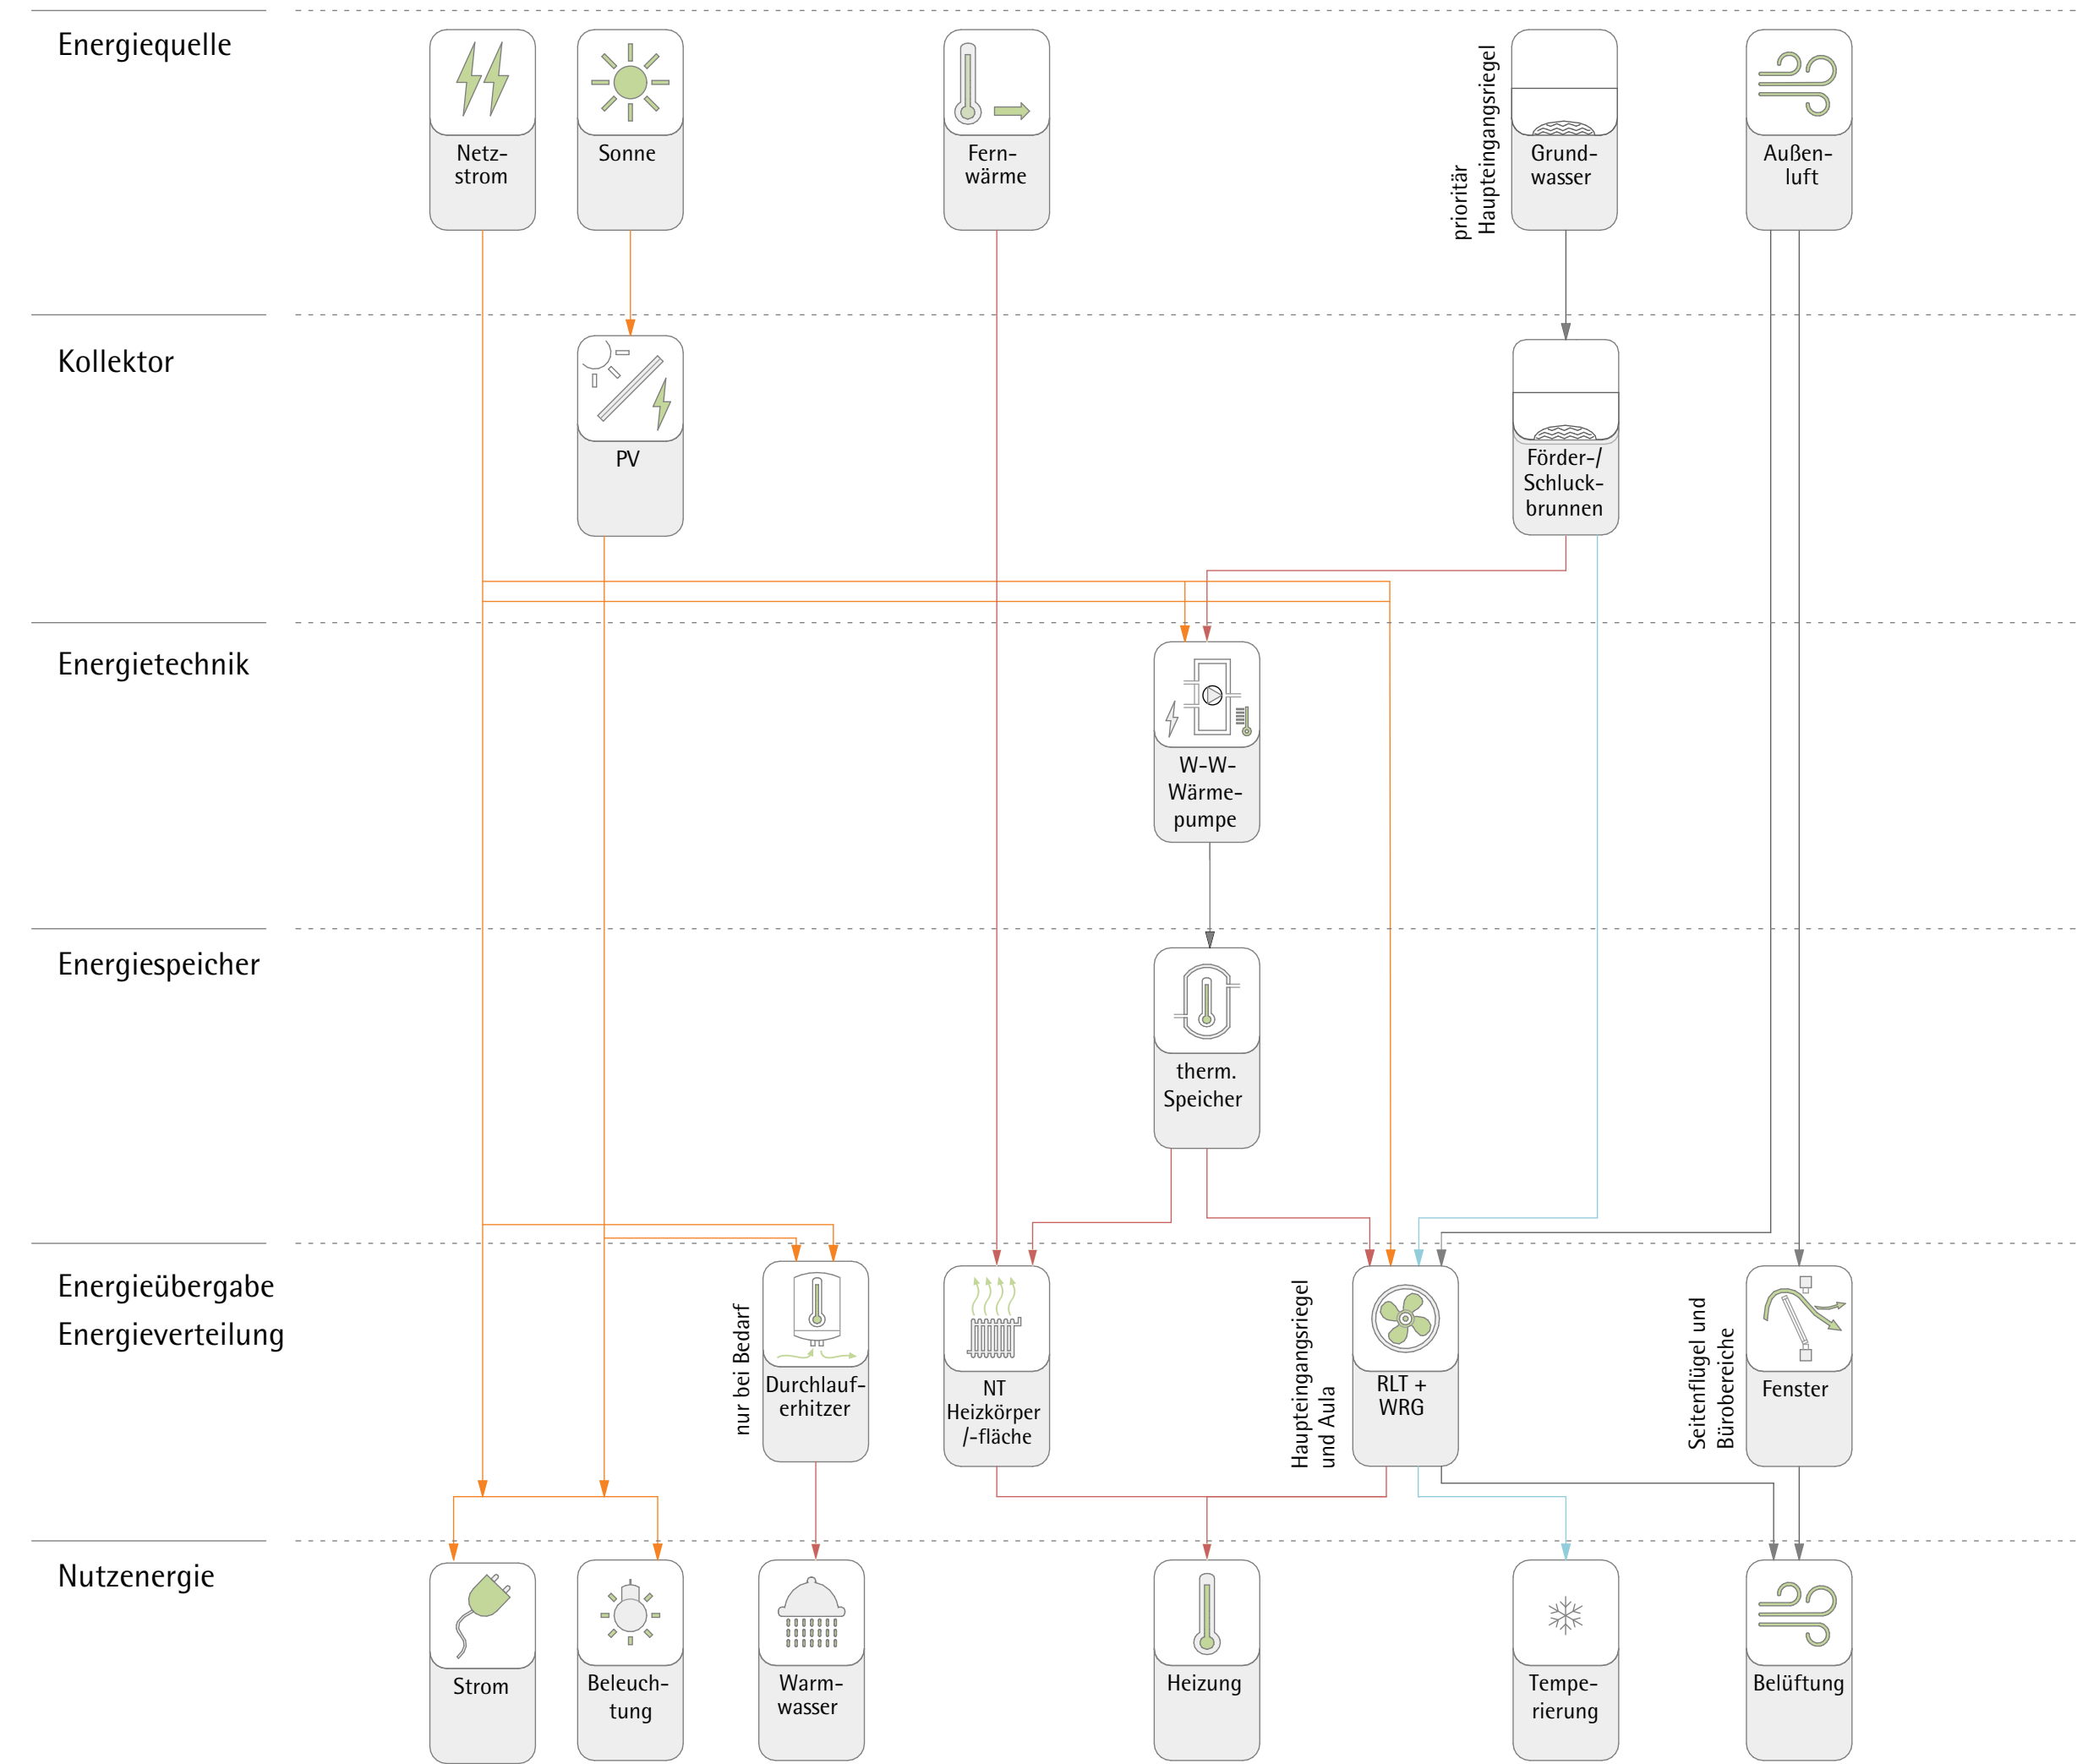 Energiequelle
Netz-
strom
Sonne
Fern-
wärme
prioritär
Haupteingangsriegel
Grund-
wasser
Außen-
luft
Kollektor
PV
Förder-/
Schluck-
brunnen
Energietechnik
W-W-
Wärme-
pumpe
Energiespeicher
therm.
Speicher
Energieübergabe
Energieverteilung
nur bei Bedarf
Durchlauf-
erhitzer
NT
Heizkörper
/-fläche
Haupteingangsriegel
und Aula
RLT +
WRG
Seitenflügel und
Bürobereiche
Fenster
Nutzenergie
Strom
Beleuch-
tung
Warm-
wasser
Heizung
Tempe-
rierung
Belüftung